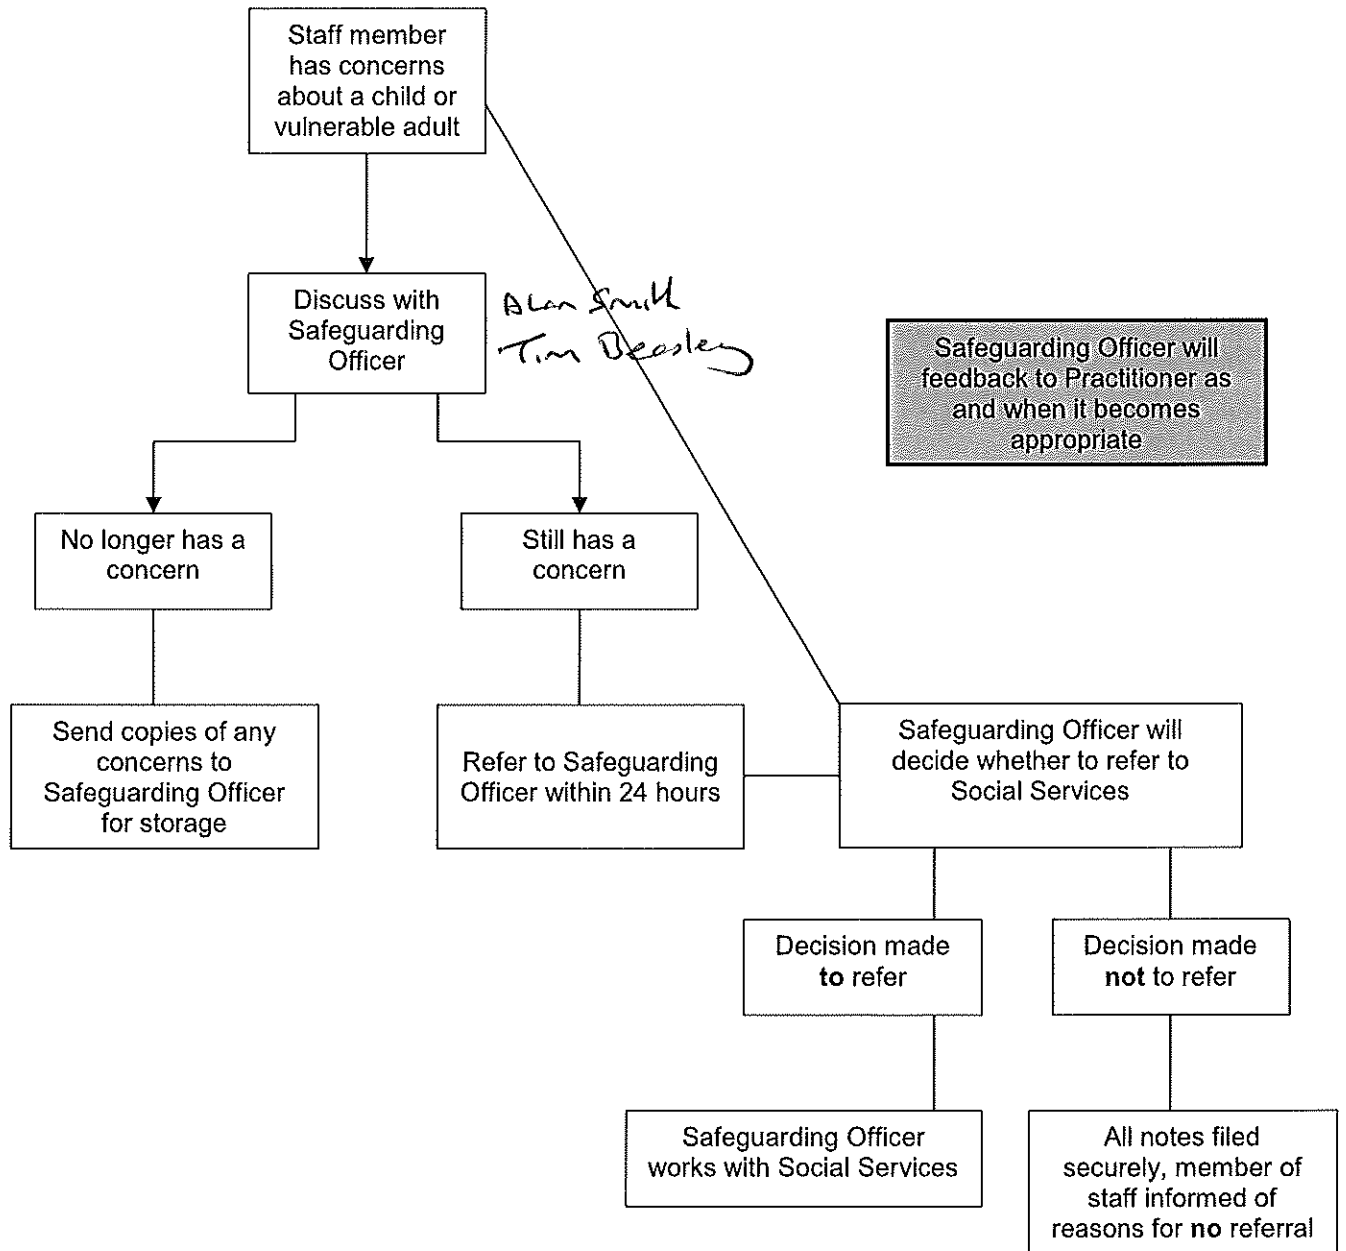 Staff member
has concerns
about a child or
vulnerable adult
Discuss with
Safeguarding
Officer
Alan Smith
Tim Beasley
Safeguarding Officer will
feedback to Practitioner as
and when it becomes
appropriate
No longer has a
concern
Still has a
concern
Send copies of any
concerns to
Safeguarding Officer
for storage
Refer to Safeguarding
Officer within 24 hours
Safeguarding Officer will
decide whether to refer to
Social Services
Decision made
to refer
Decision made
not to refer
Safeguarding Officer
works with Social Services
All notes filed
securely, member of
staff informed of
reasons for no referral